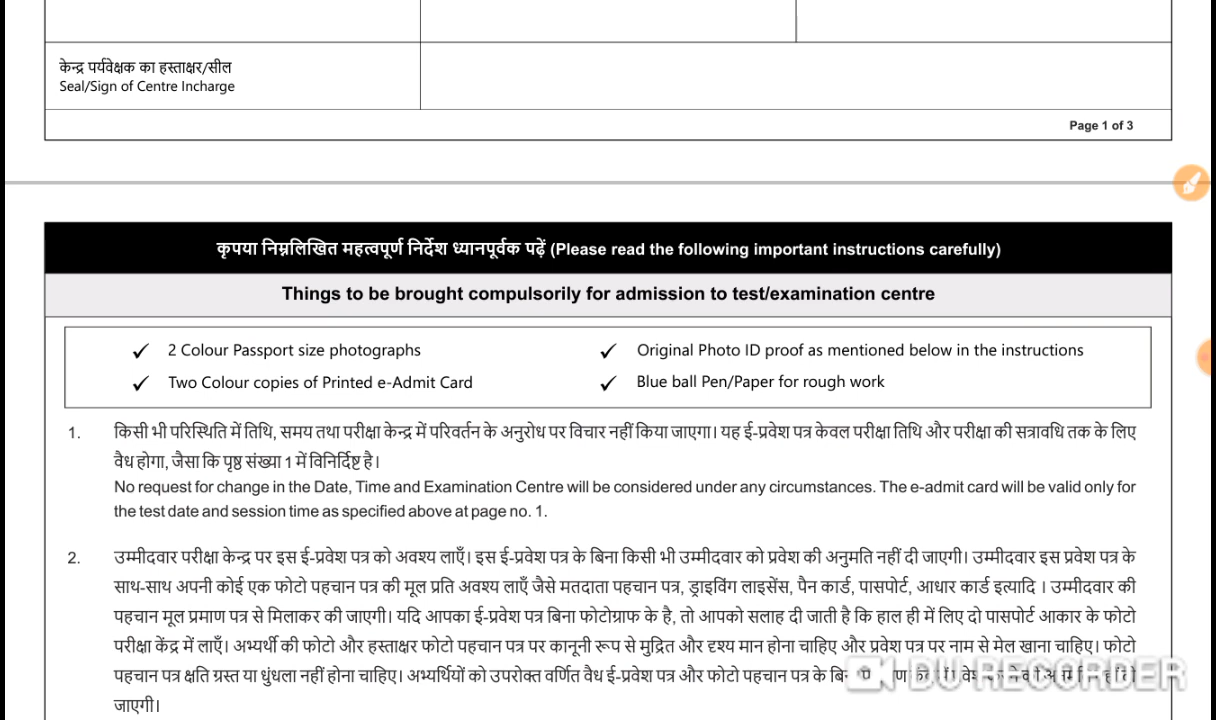 केन्द्र पर्यवेक्षक का हस्ताक्षर/सील
Seal/Sign of Centre Incharge
Page 1 of 3
कृपया निम्नलिखित महत्वपूर्ण निर्देश ध्यानपूर्वक पढ़ें (Please read the following important instructions carefully)
Things to be brought compulsorily for admission to test/examination centre
✓ 2 Colour Passport size photographs
✓ Original Photo ID proof as mentioned below in the instructions
✓ Two Colour copies of Printed e-Admit Card
✓ Blue ball Pen/Paper for rough work
1. किसी भी परिस्थिति में तिथि, समय तथा परीक्षा केन्द्र में परिवर्तन के अनुरोध पर विचार नहीं किया जाएगा। यह ई-प्रवेश पत्र केवल परीक्षा तिथि और परीक्षा की सत्रावधि तक के लिए
वैध होगा, जैसा कि पृष्ठ संख्या 1 में विनिर्दिष्ट है।
No request for change in the Date, Time and Examination Centre will be considered under any circumstances. The e-admit card will be valid only for
the test date and session time as specified above at page no. 1.
2. उम्मीदवार परीक्षा केन्द्र पर इस ई-प्रवेश पत्र को अवश्य लाएँ। इस ई-प्रवेश पत्र के बिना किसी भी उम्मीदवार को प्रवेश की अनुमति नहीं दी जाएगी। उम्मीदवार इस प्रवेश पत्र के
साथ-साथ अपनी कोई एक फोटो पहचान पत्र की मूल प्रति अवश्य लाएँ जैसे मतदाता पहचान पत्र, ड्राइविंग लाइसेंस, पैन कार्ड, पासपोर्ट, आधार कार्ड इत्यादि । उम्मीदवार की
पहचान मूल प्रमाण पत्र से मिलाकर की जाएगी। यदि आपका ई-प्रवेश पत्र बिना फोटोग्राफ के है, तो आपको सलाह दी जाती है कि हाल ही में लिए दो पासपोर्ट आकार के फोटो
परीक्षा केंद्र में लाएँ। अभ्यर्थी की फोटो और हस्ताक्षर फोटो पहचान पत्र पर कानूनी रूप से मुद्रित और दृश्य मान होना चाहिए और प्रवेश पत्र पर नाम से मेल खाना चाहिए। फोटो
पहचान पत्र क्षति ग्रस्त या धुंधला नहीं होना चाहिए। अभ्यर्थियों को उपरोक्त वर्णित वैध ई-प्रवेश पत्र और फोटो पहचान पत्र के
जाएगी।
DU RECORDER